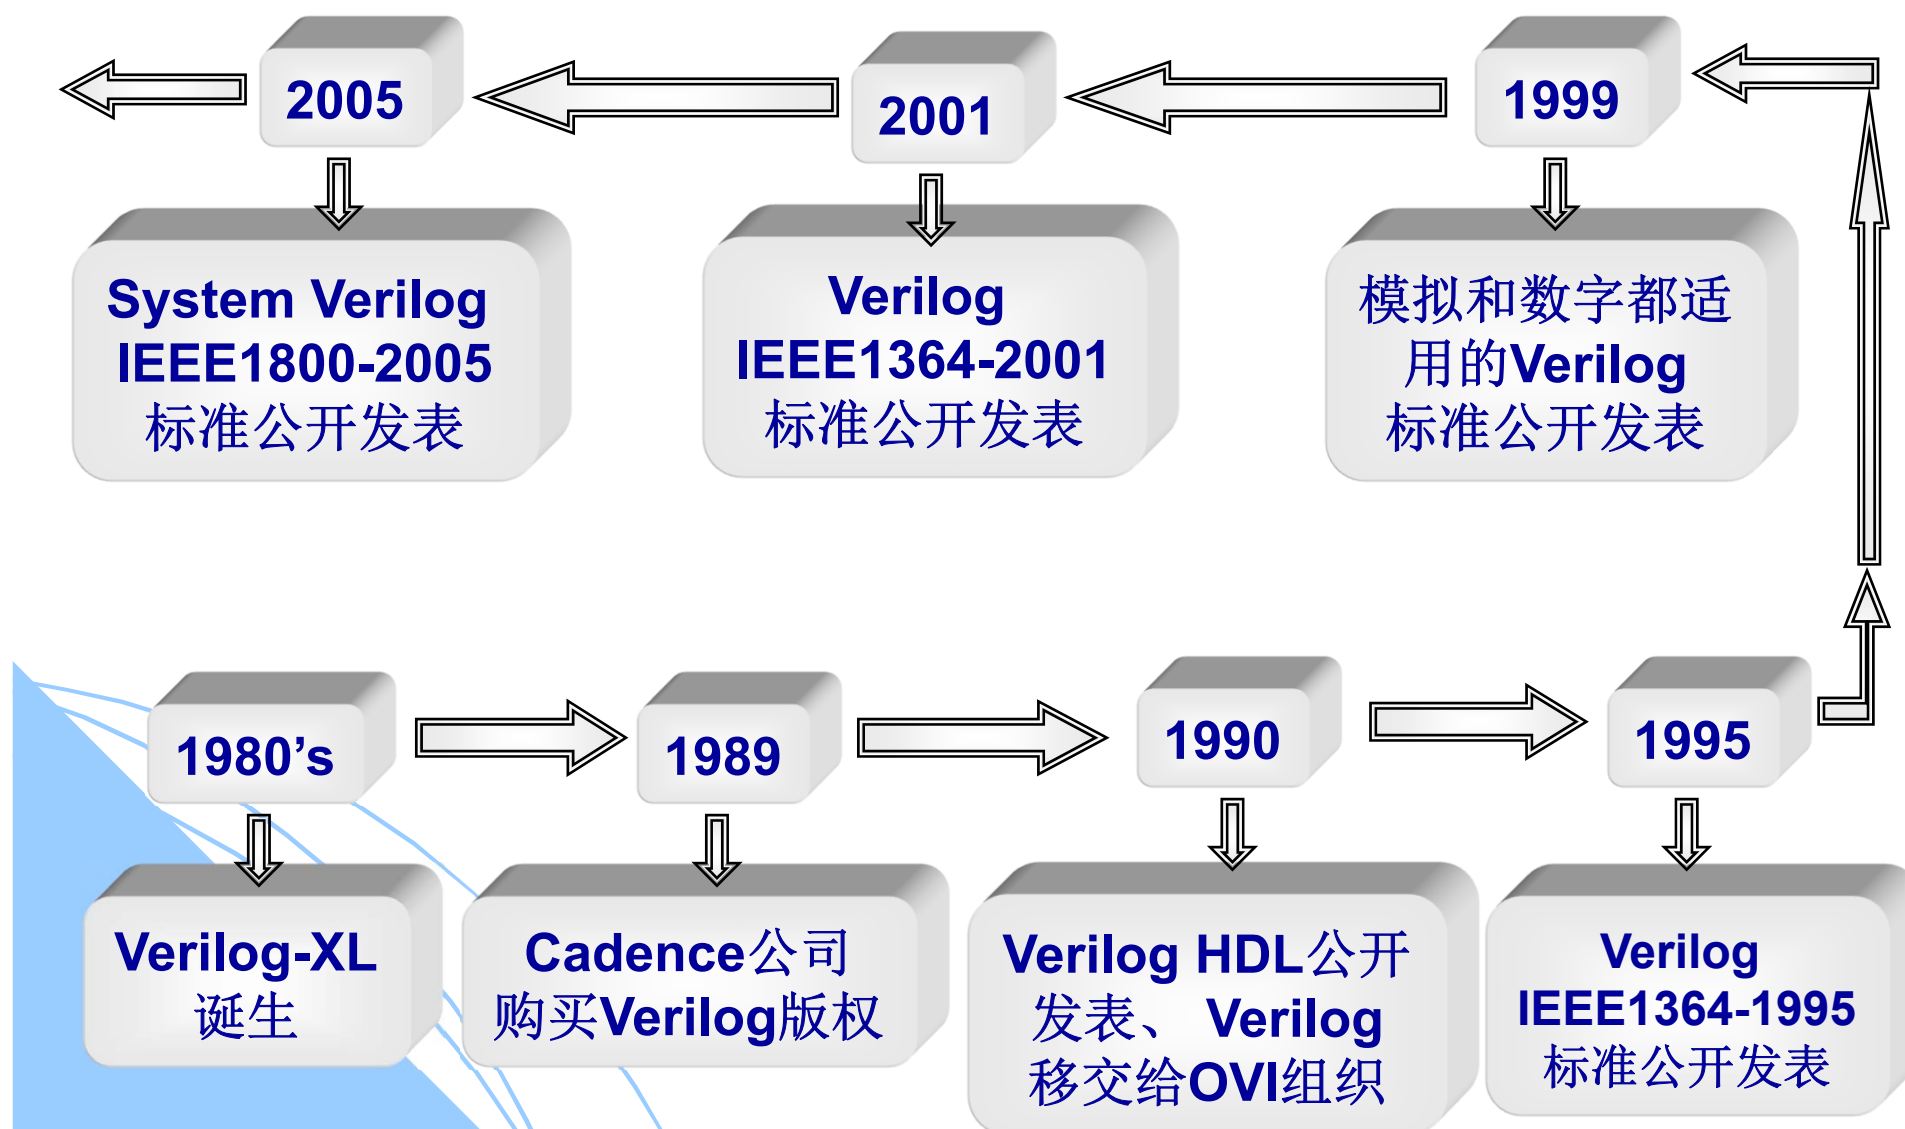 2005
2001
1999
System Verilog
IEEE1800-2005
标准公开发表
Verilog
IEEE1364-2001
标准公开发表
模拟和数字都适
用的Verilog
标准公开发表
1980’s
1989
1990
1995
Verilog-XL
诞生
Cadence公司
购买Verilog版权
Verilog HDL公开
发表、 Verilog
移交给OVI组织
Verilog
IEEE1364-1995
标准公开发表